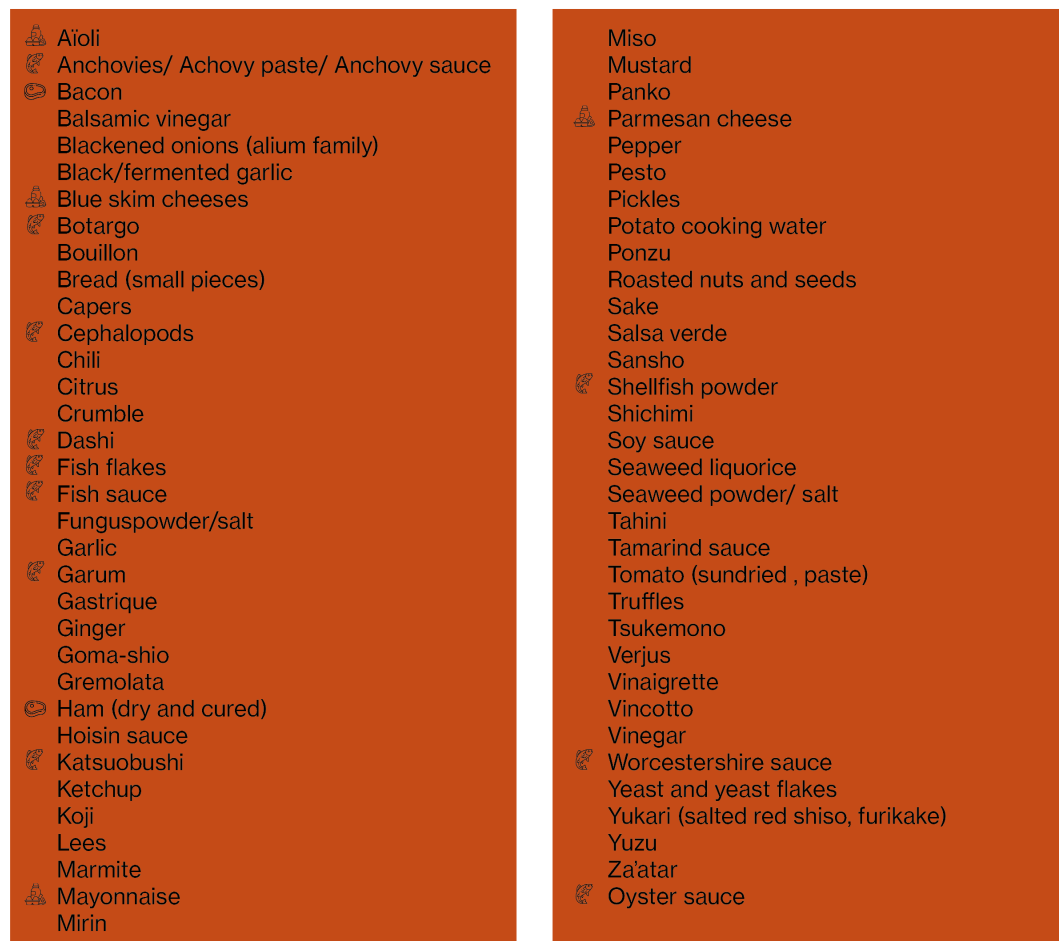 Aïoli
Anchovies/ Achovy paste/ Anchovy sauce
Bacon
Balsamic vinegar
Blackened onions (alium family)
Black/fermented garlic
Blue skim cheeses
Botargo
Bouillon
Bread (small pieces)
Capers
Cephalopods
Chili
Citrus
Crumble
Dashi
Fish flakes
Fish sauce
Funguspowder/salt
Garlic
Garum
Gastrique
Ginger
Goma-shio
Gremolata
Ham (dry and cured)
Hoisin sauce
Katsuobushi
Ketchup
Koji
Lees
Marmite
Mayonnaise
Mirin
Miso
Mustard
Panko
Parmesan cheese
Pepper
Pesto
Pickles
Potato cooking water
Ponzu
Roasted nuts and seeds
Sake
Salsa verde
Sansho
Shellfish powder
Shichimi
Soy sauce
Seaweed liquorice
Seaweed powder/ salt
Tahini
Tamarind sauce
Tomato (sundried , paste)
Truffles
Tsukemono
Verjus
Vinaigrette
Vincotto
Vinegar
Worcestershire sauce
Yeast and yeast flakes
Yukari (salted red shiso, furikake)
Yuzu
Za’atar
Oyster sauce